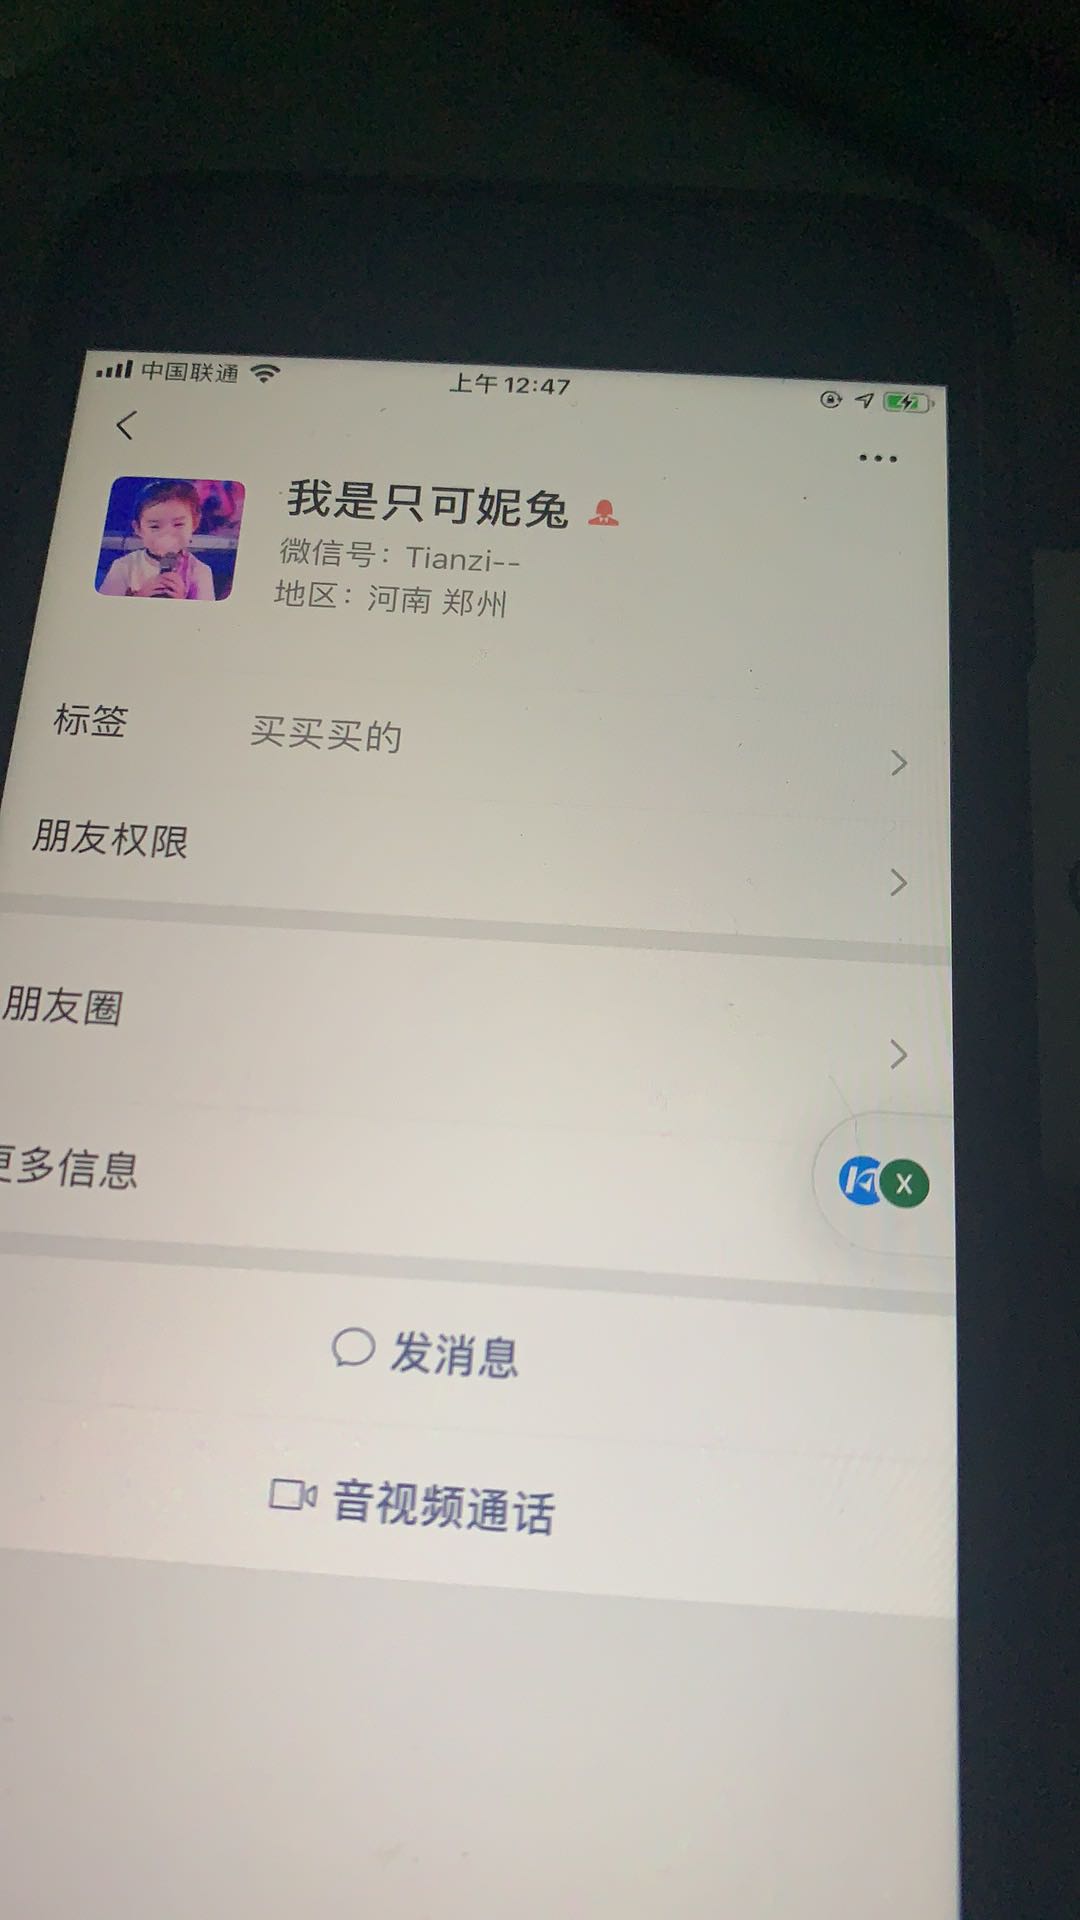 中国联通 上午12:47
我是只可妮兔
微信号：Tianzi--
地区：河南 郑州
标签 买买买的
朋友权限
朋友圈
更多信息
X
发消息
音视频通话